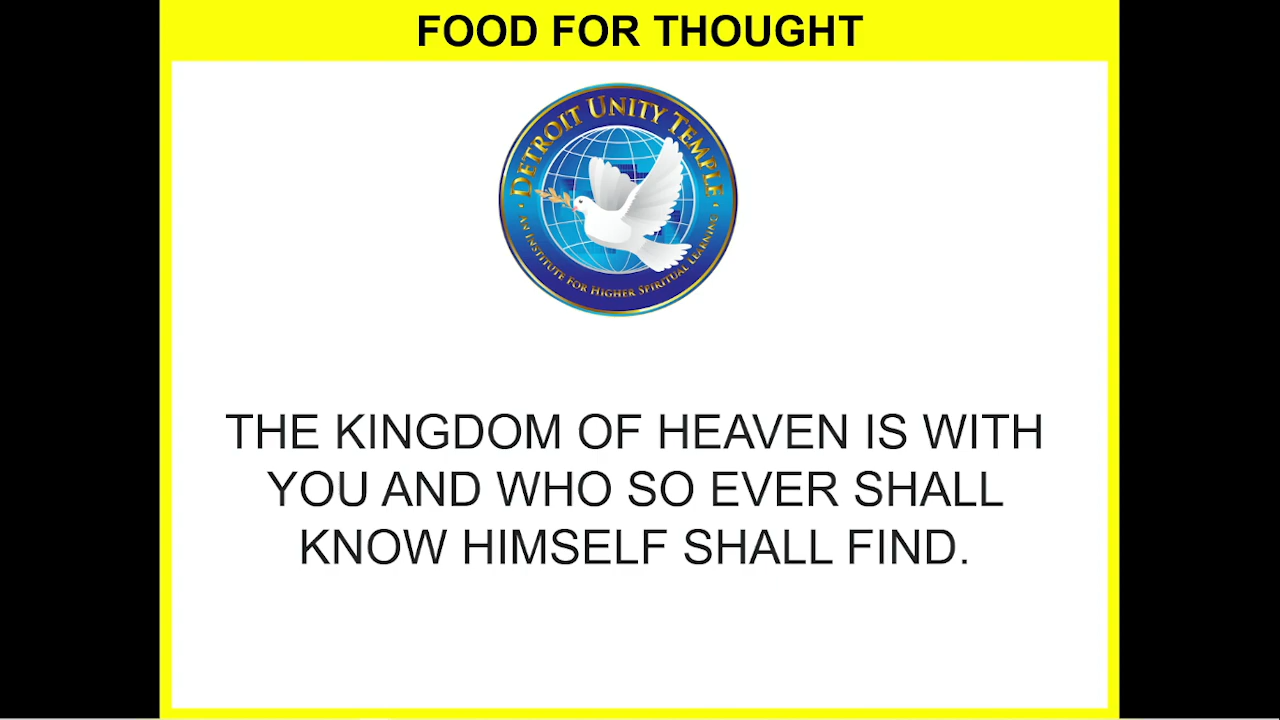 FOOD FOR THOUGHT
DETROIT UNITY TEMPLE
AN INSTITUTE FOR HIGHER SPIRITUAL LEARNING
THE KINGDOM OF HEAVEN IS WITH
YOU AND WHO SO EVER SHALL
KNOW HIMSELF SHALL FIND.